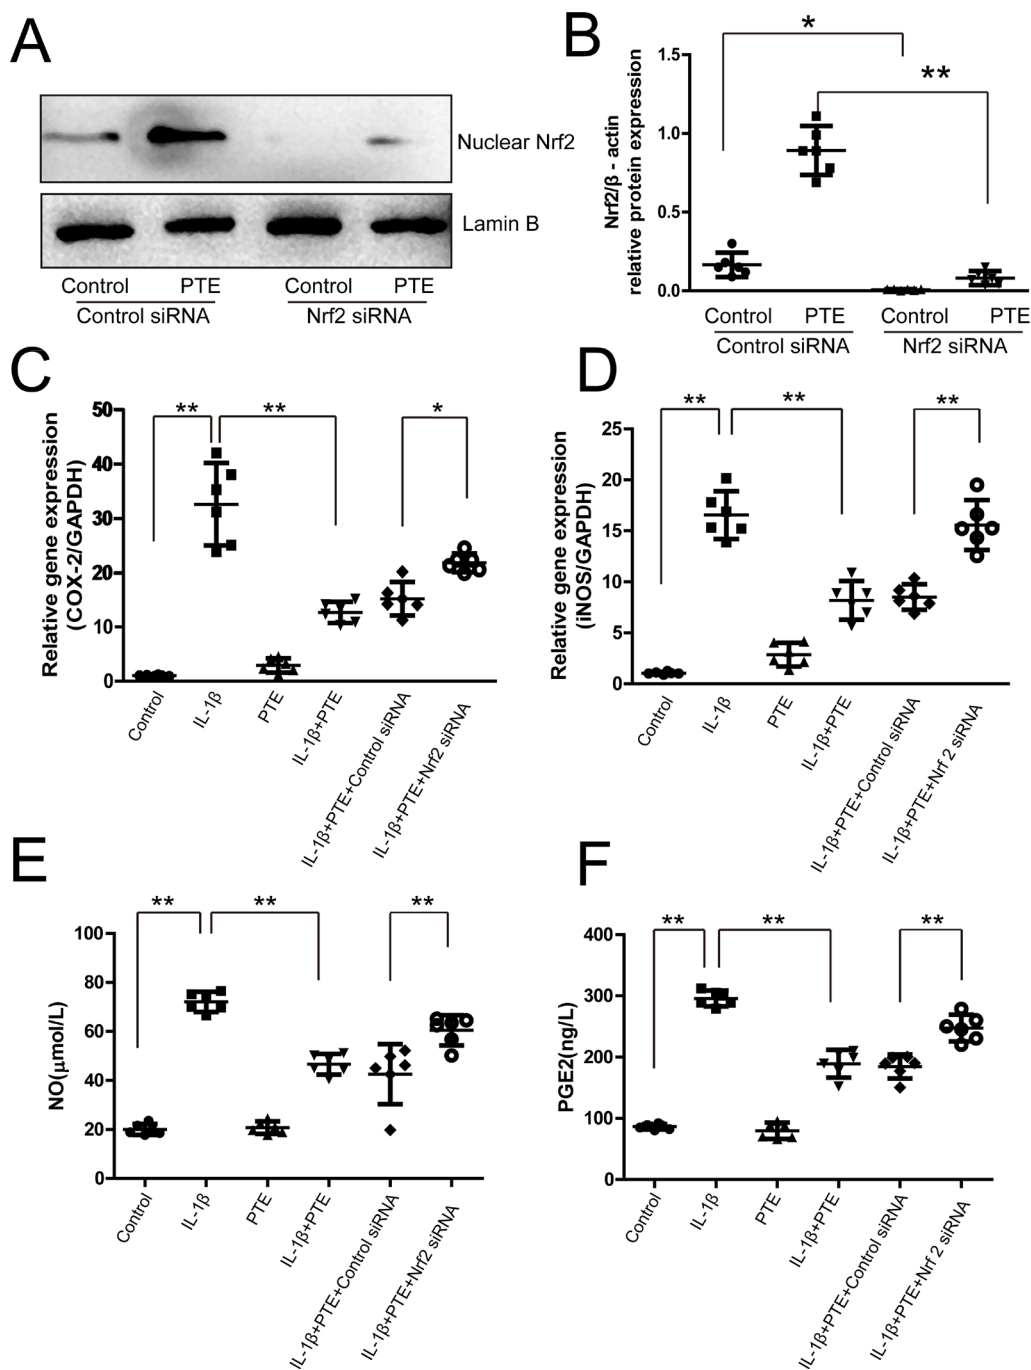 A
Nuclear Nrf2
Lamin B
Control PTE Control PTE
Control siRNA Nrf2 siRNA
B
* **
Nrf2/β - actin
relative protein expression
1.5
1.0
0.5
0.0
Control PTE Control PTE
Control siRNA Nrf2 siRNA
C
** ** *
Relative gene expression
(COX-2/GAPDH)
50
40
30
20
10
0
Control
IL-1β
PTE
IL-1β+PTE
IL-1β+PTE+Control siRNA
IL-1β+PTE+Nrf2 siRNA
D
** ** **
Relative gene expression
(iNOS/GAPDH)
25
20
15
10
5
0
Control
IL-1β
PTE
IL-1β+PTE
IL-1β+PTE+Control siRNA
IL-1β+PTE+Nrf 2 siRNA
E
** ** **
NO(μmol/L)
100
80
60
40
20
0
Control
IL-1β
PTE
IL-1β+PTE
IL-1β+PTE+Control siRNA
IL-1β+PTE+Nrf2 siRNA
F
** ** **
PGE2(ng/L)
400
300
200
100
0
Control
IL-1β
PTE
IL-1β+PTE
IL-1β+PTE+Control siRNA
IL-1β+PTE+Nrf 2 siRNA